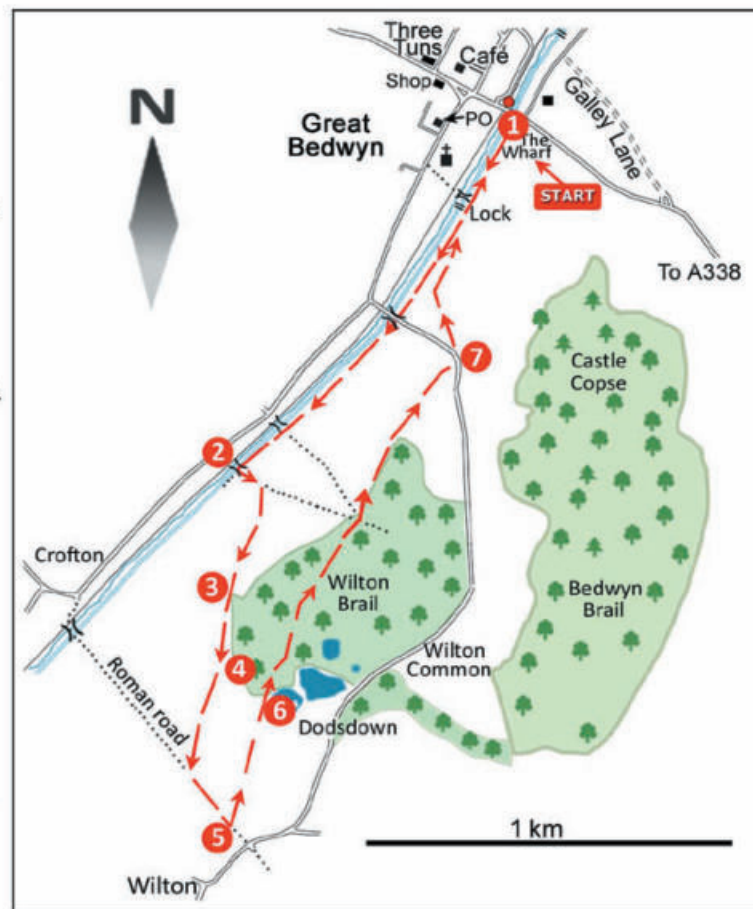 Three
Tuns
Café
Shop
PO
Great
Bedwyn
N
1
The
Wharf
START
Galley Lane
Lock
To A338
7
Castle
Copse
2
Crofton
3
Wilton
Brail
Bedwyn
Brail
Wilton
Common
4
Roman road
6
Dodsdown
5
1 km
Wilton